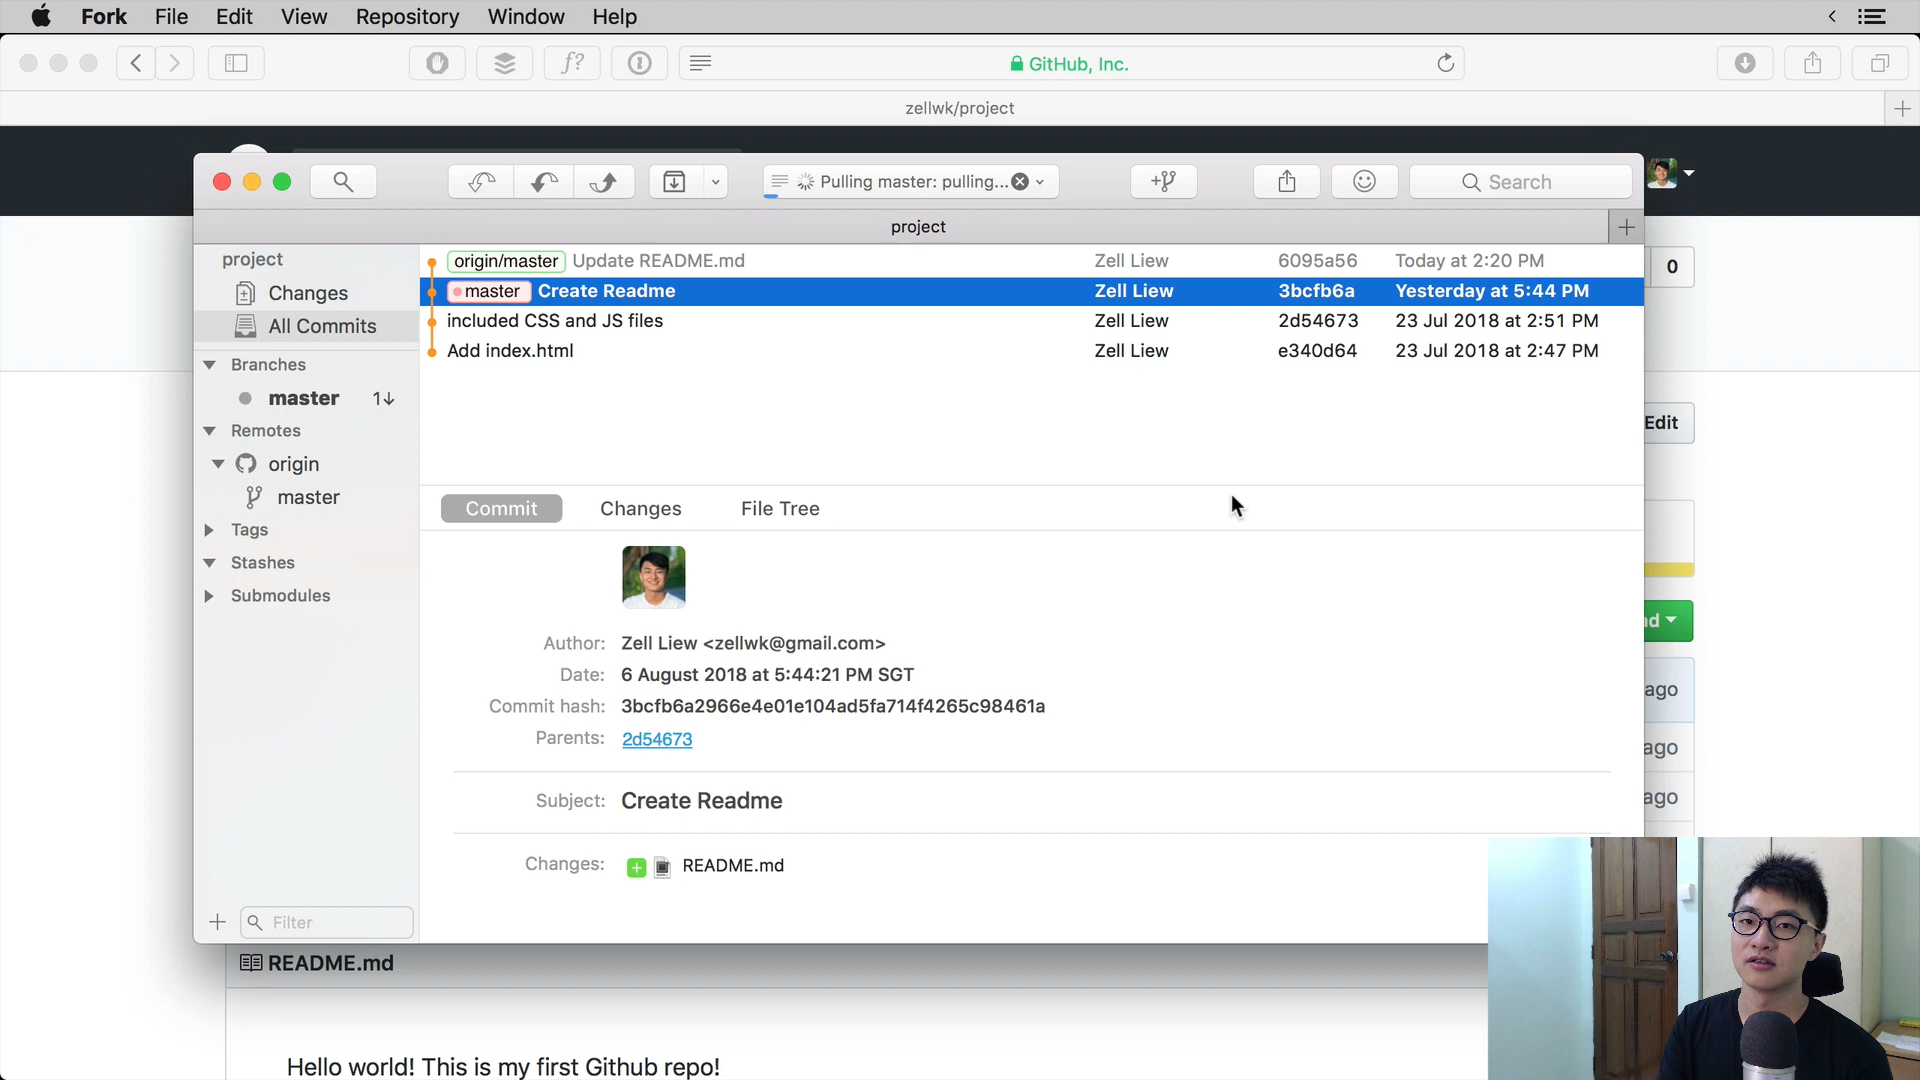 Fork File Edit View Repository Window Help
GitHub, Inc.
zellwk/project
Pulling master: pulling...
Search
project
project
Changes
All Commits
Branches
master 1↓
Remotes
origin
master
Tags
Stashes
Submodules
Filter
origin/master Update README.md Zell Liew 6095a56 Today at 2:20 PM
master Create Readme Zell Liew 3bcfb6a Yesterday at 5:44 PM
included CSS and JS files Zell Liew 2d54673 23 Jul 2018 at 2:51 PM
Add index.html Zell Liew e340d64 23 Jul 2018 at 2:47 PM
Commit Changes File Tree
Author: Zell Liew <zellwk@gmail.com>
Date: 6 August 2018 at 5:44:21 PM SGT
Commit hash: 3bcfb6a2966e4e01e104ad5fa714f4265c98461a
Parents: 2d54673
Subject: Create Readme
Changes: README.md
0
Edit
ad
ago
ago
ago
README.md
Hello world! This is my first Github repo!